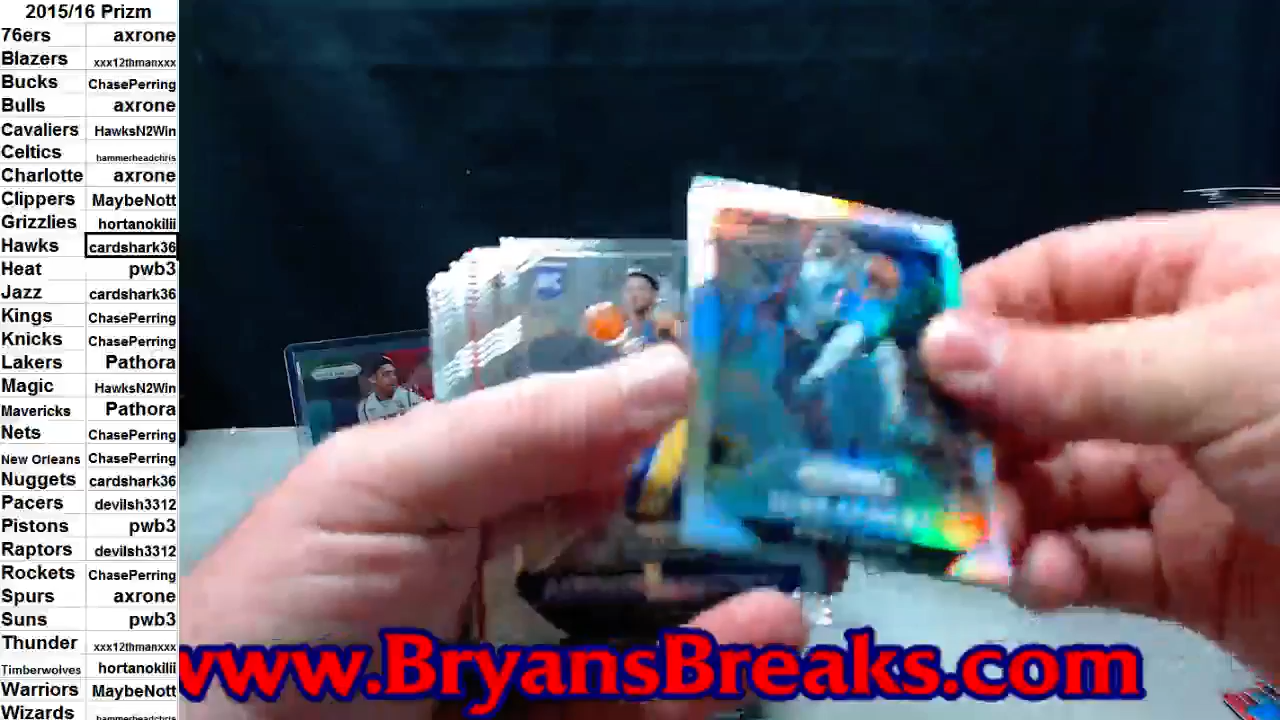 2015/16 Prizm
76ers axrone
Blazers xxx12thmanxxx
Bucks ChasePerring
Bulls axrone
Cavaliers HawksN2Win
Celtics hammerheadchris
Charlotte axrone
Clippers MaybeNott
Grizzlies hortanokilii
Hawks cardshark36
Heat pwb3
Jazz cardshark36
Kings ChasePerring
Knicks ChasePerring
Lakers Pathora
Magic HawksN2Win
Mavericks Pathora
Nets ChasePerring
New Orleans ChasePerring
Nuggets cardshark36
Pacers devilsh3312
Pistons pwb3
Raptors devilsh3312
Rockets ChasePerring
Spurs axrone
Suns pwb3
Thunder xxx12thmanxxx
Timberwolves hortanokilii
Warriors MaybeNott
Wizards hammerheadchris
www.BryansBreaks.com